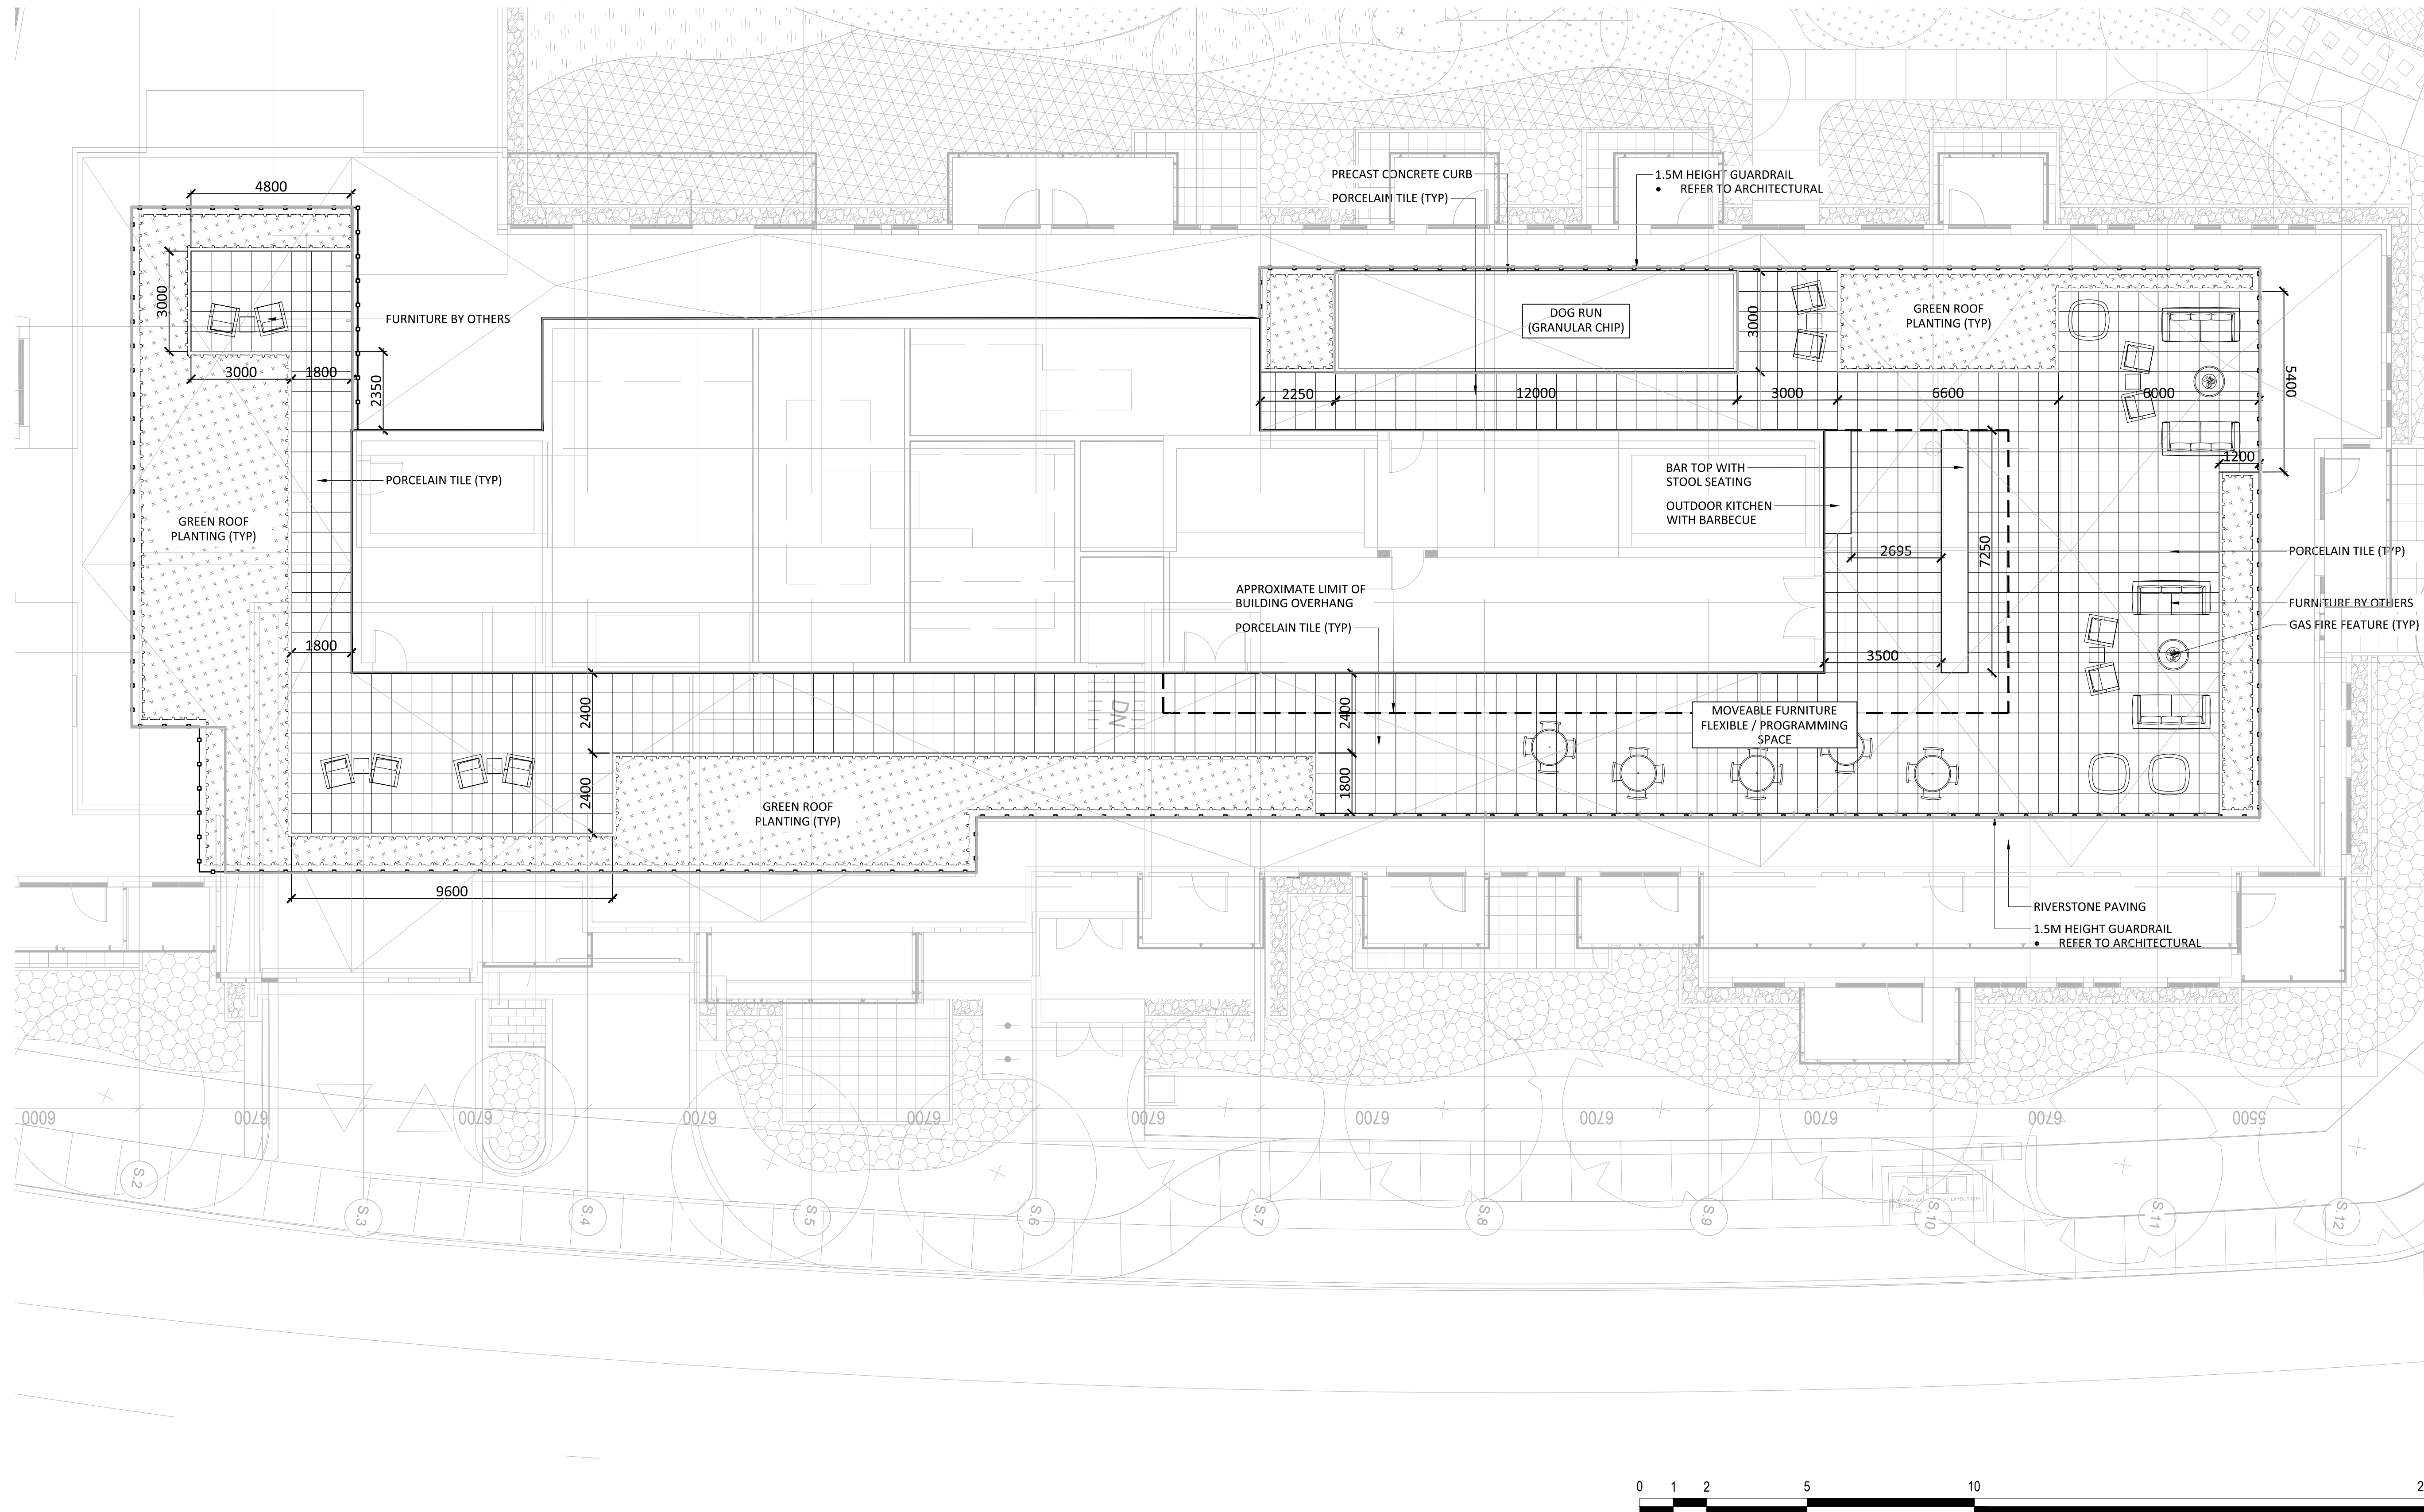 4800
PRECAST CONCRETE CURB
PORCELAIN TILE (TYP)
1.5M HEIGHT GUARDRAIL
• REFER TO ARCHITECTURAL
3000
FURNITURE BY OTHERS
DOG RUN
(GRANULAR CHIP)
3000
GREEN ROOF
PLANTING (TYP)
3000
1800
2350
2250
12000
3000
6600
6000
5400
1200
PORCELAIN TILE (TYP)
GREEN ROOF
PLANTING (TYP)
BAR TOP WITH
STOOL SEATING
OUTDOOR KITCHEN
WITH BARBECUE
2695
7250
PORCELAIN TILE (TYP)
APPROXIMATE LIMIT OF
BUILDING OVERHANG
PORCELAIN TILE (TYP)
FURNITURE BY OTHERS
GAS FIRE FEATURE (TYP)
1800
3500
2400
DN
2400
MOVEABLE FURNITURE
FLEXIBLE / PROGRAMMING
SPACE
2400
1800
GREEN ROOF
PLANTING (TYP)
9600
RIVERSTONE PAVING
1.5M HEIGHT GUARDRAIL
• REFER TO ARCHITECTURAL
6000
6700
6700
6700
6700
6700
6700
6700
6700
6700
5500
S.2
S.3
S.4
S.5
S.6
S.7
S.8
S.9
S.10
S.11
S.12
0 1 2 5 10